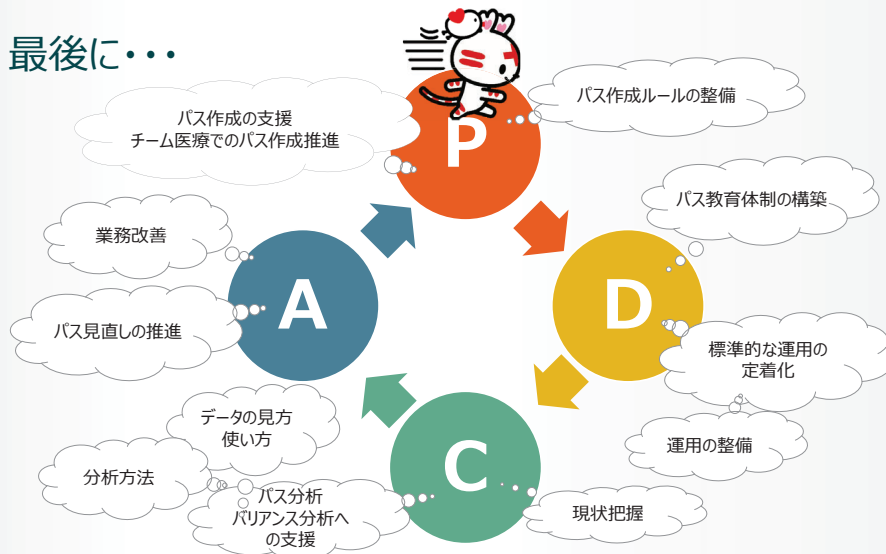 最後に・・・
パス作成の支援
チーム医療でのパス作成推進
パス作成ルールの整備
P
パス教育体制の構築
業務改善
A
D
パス見直しの推進
標準的な運用の
定着化
データの見方
使い方
運用の整備
分析方法
C
パス分析
バリアンス分析へ
の支援
現状把握